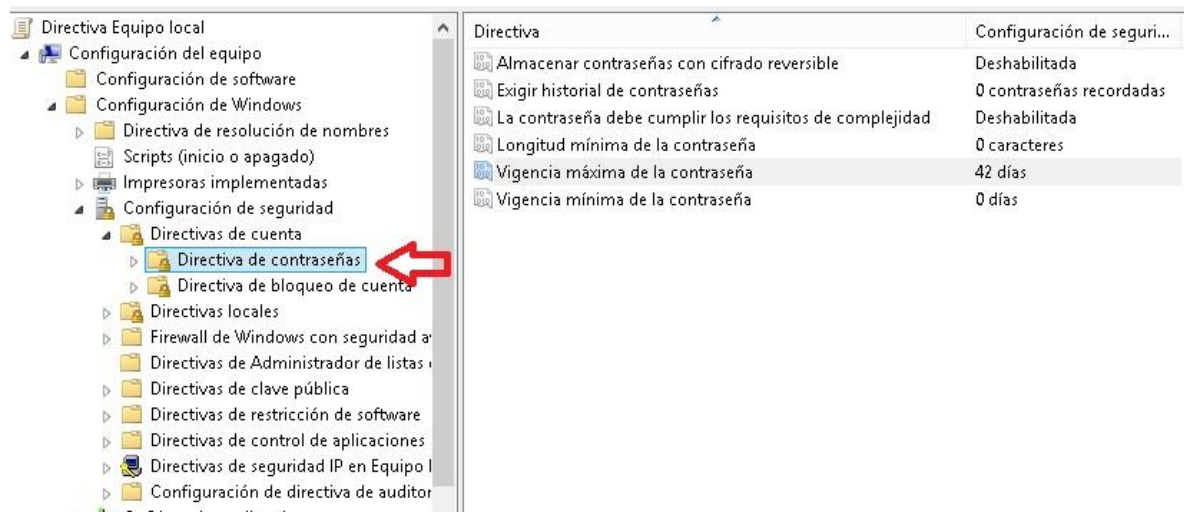 Directiva Equipo local
Configuración del equipo
Configuración de software
Configuración de Windows
Directiva de resolución de nombres
Scripts (inicio o apagado)
Impresoras implementadas
Configuración de seguridad
Directivas de cuenta
Directiva de contraseñas
Directiva de bloqueo de cuenta
Directivas locales
Firewall de Windows con seguridad
Directivas de Administrador de listas
Directivas de clave pública
Directivas de restricción de software
Directivas de control de aplicaciones
Directivas de seguridad IP en Equipo
Configuración de directiva de auditor
Directiva Configuración de seguri...
Almacenar contraseñas con cifrado reversible Deshabilitada
Exigir historial de contraseñas 0 contraseñas recordadas
La contraseña debe cumplir los requisitos de complejidad Deshabilitada
Longitud mínima de la contraseña 0 caracteres
Vigencia máxima de la contraseña 42 días
Vigencia mínima de la contraseña 0 días